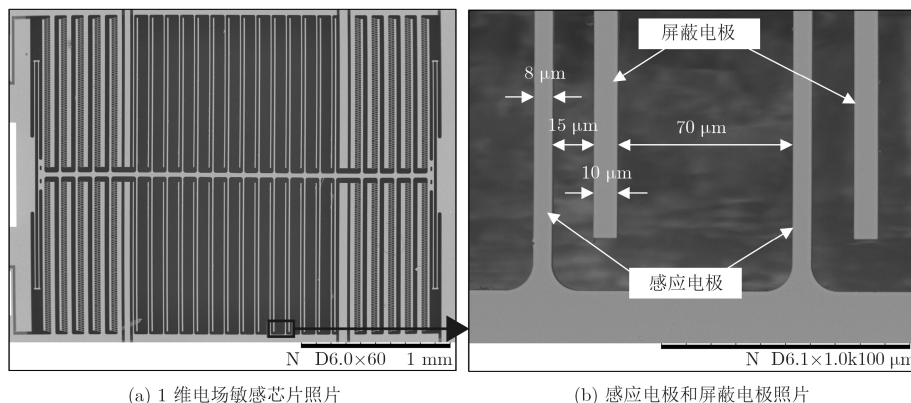 屏蔽电极
8 μm
15 μm
70 μm
10 μm
感应电极
N D6.0×60 1 mm
N D6.1×1.0k100 μm
(a) 1 维电场敏感芯片照片
(b) 感应电极和屏蔽电极照片